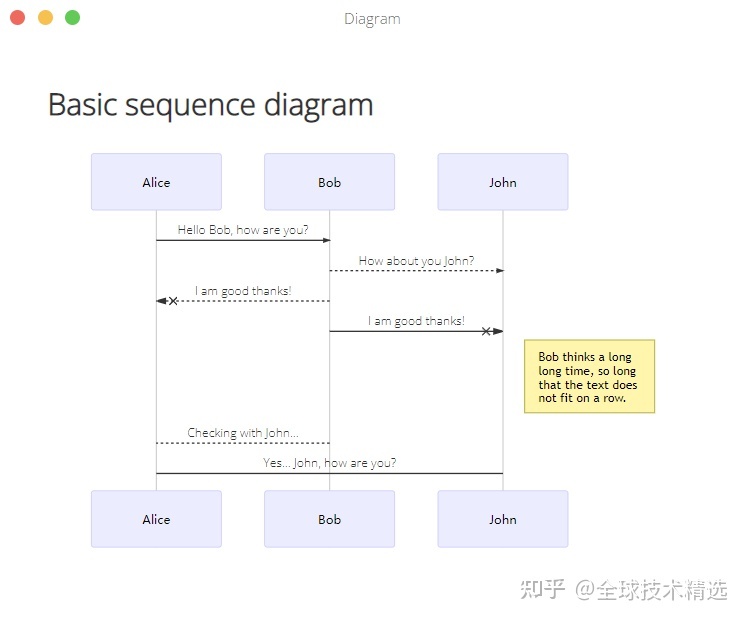 Diagram
Basic sequence diagram
Alice
Bob
John
Hello Bob, how are you?
How about you John?
I am good thanks!
I am good thanks!
Bob thinks a long
long time, so long
that the text does
not fit on a row.
Checking with John...
Yes... John, how are you?
Alice
Bob
John
知乎 @全球技术精选